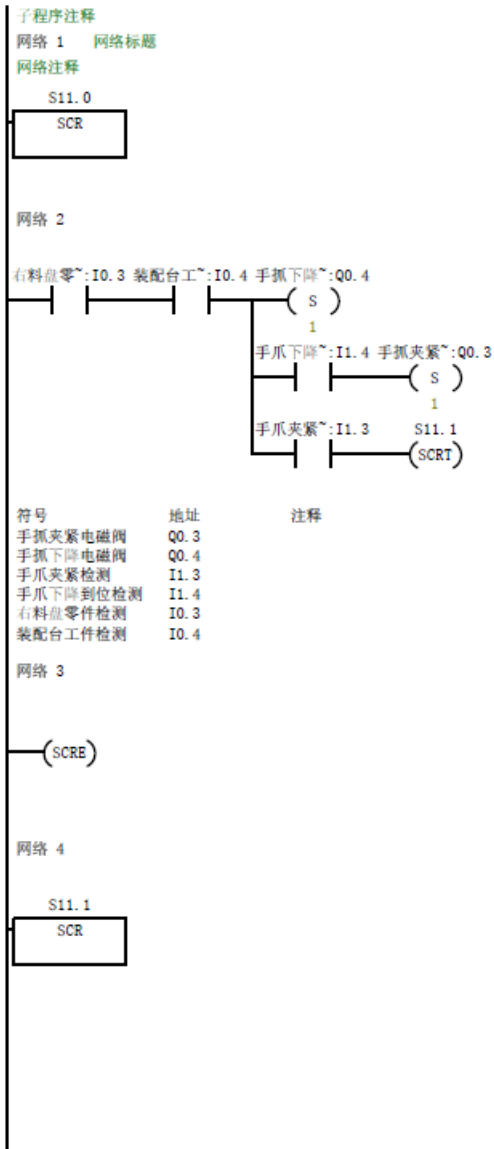 子程序注释
网络 1 网络标题
网络注释
S11.0
SCR
网络 2
右料盘零~:I0.3 装配台工~:I0.4 手抓下降~:Q0.4
S
1
手爪下降~:I1.4 手抓夹紧~:Q0.3
S
1
手爪夹紧~:I1.3 S11.1
SCRT
符号 地址 注释
手抓夹紧电磁阀 Q0.3
手抓下降电磁阀 Q0.4
手爪夹紧检测 I1.3
手爪下降到位检测 I1.4
右料盘零件检测 I0.3
装配台工件检测 I0.4
网络 3
SCRE
网络 4
S11.1
SCR